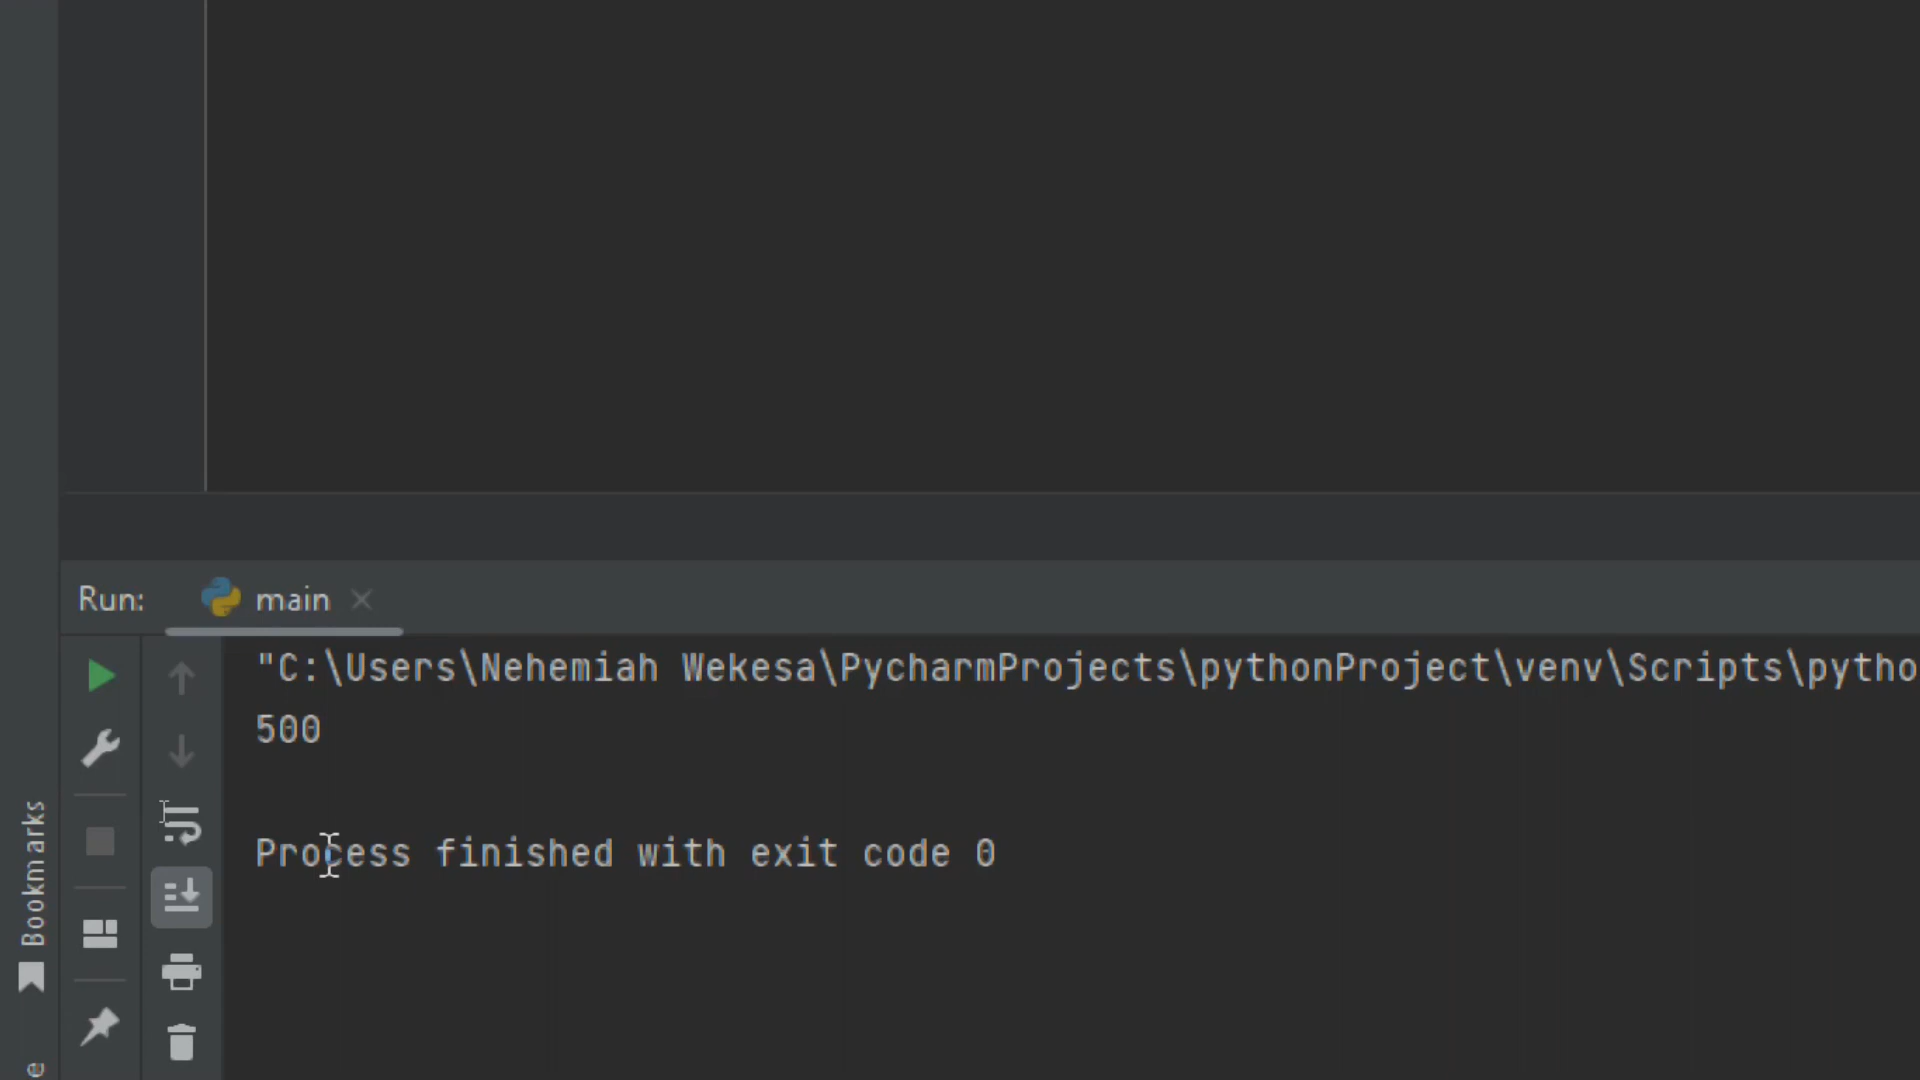 Run: main
"C:\Users\Nehemiah Wekesa\PycharmProjects\pythonProject\venv\Scripts\pytho
500
Process finished with exit code 0
Bookmarks
e